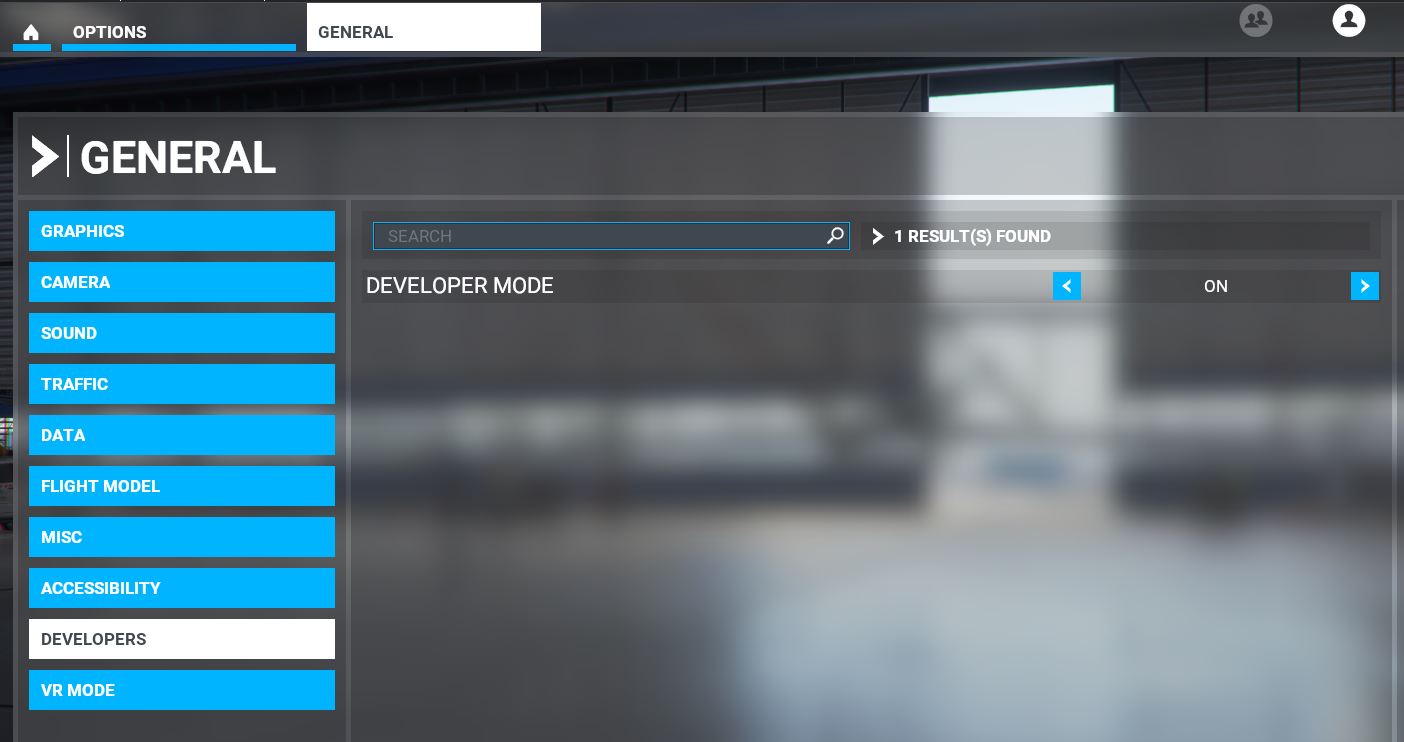 OPTIONS
GENERAL
GENERAL
GRAPHICS
CAMERA
SOUND
TRAFFIC
DATA
FLIGHT MODEL
MISC
ACCESSIBILITY
DEVELOPERS
VR MODE
SEARCH
1 RESULT(S) FOUND
DEVELOPER MODE
ON